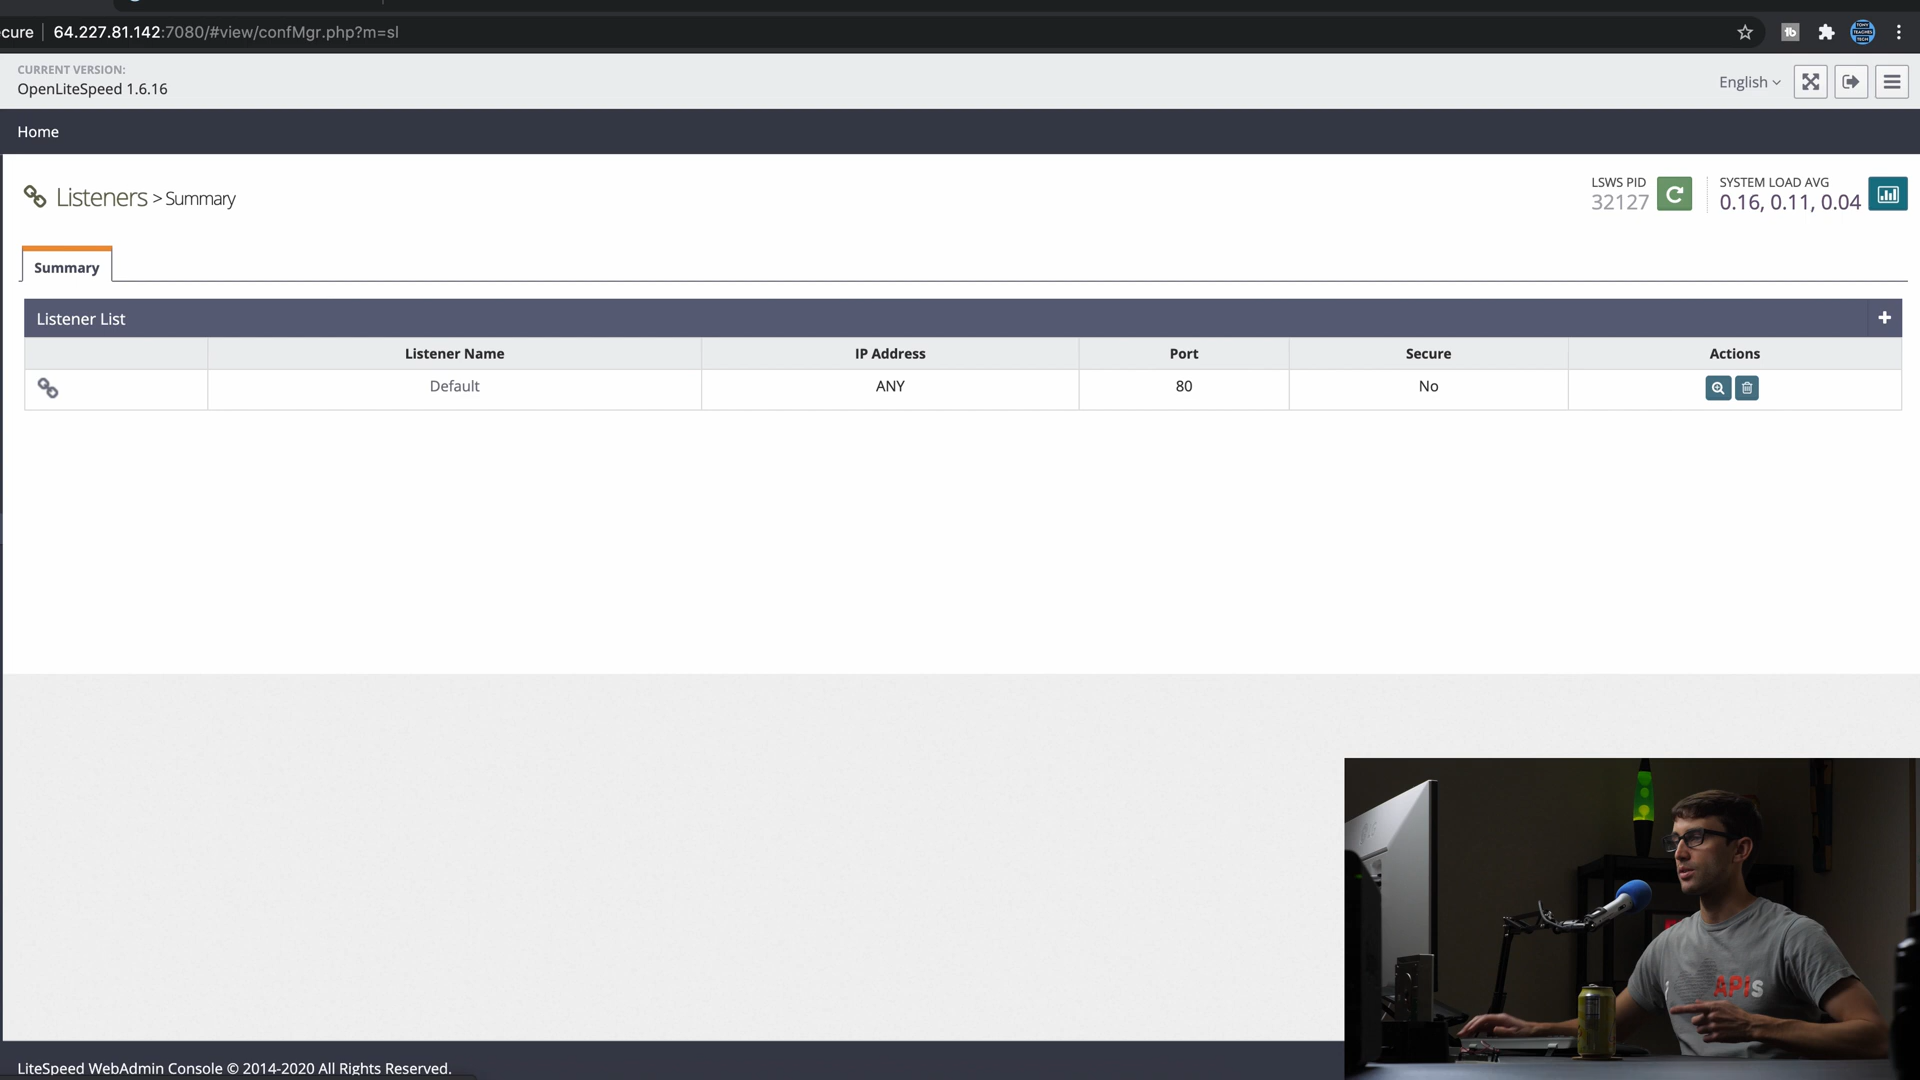 cure 64.227.81.142:7080/#view/confMgr.php?m=sl
CURRENT VERSION:
OpenLiteSpeed 1.6.16
English
Home
Listeners > Summary
LSWS PID
32127
SYSTEM LOAD AVG
0.16, 0.11, 0.04
Summary
Listener List
Listener Name IP Address Port Secure Actions
Default ANY 80 No
APIs
LiteSpeed WebAdmin Console © 2014-2020 All Rights Reserved.